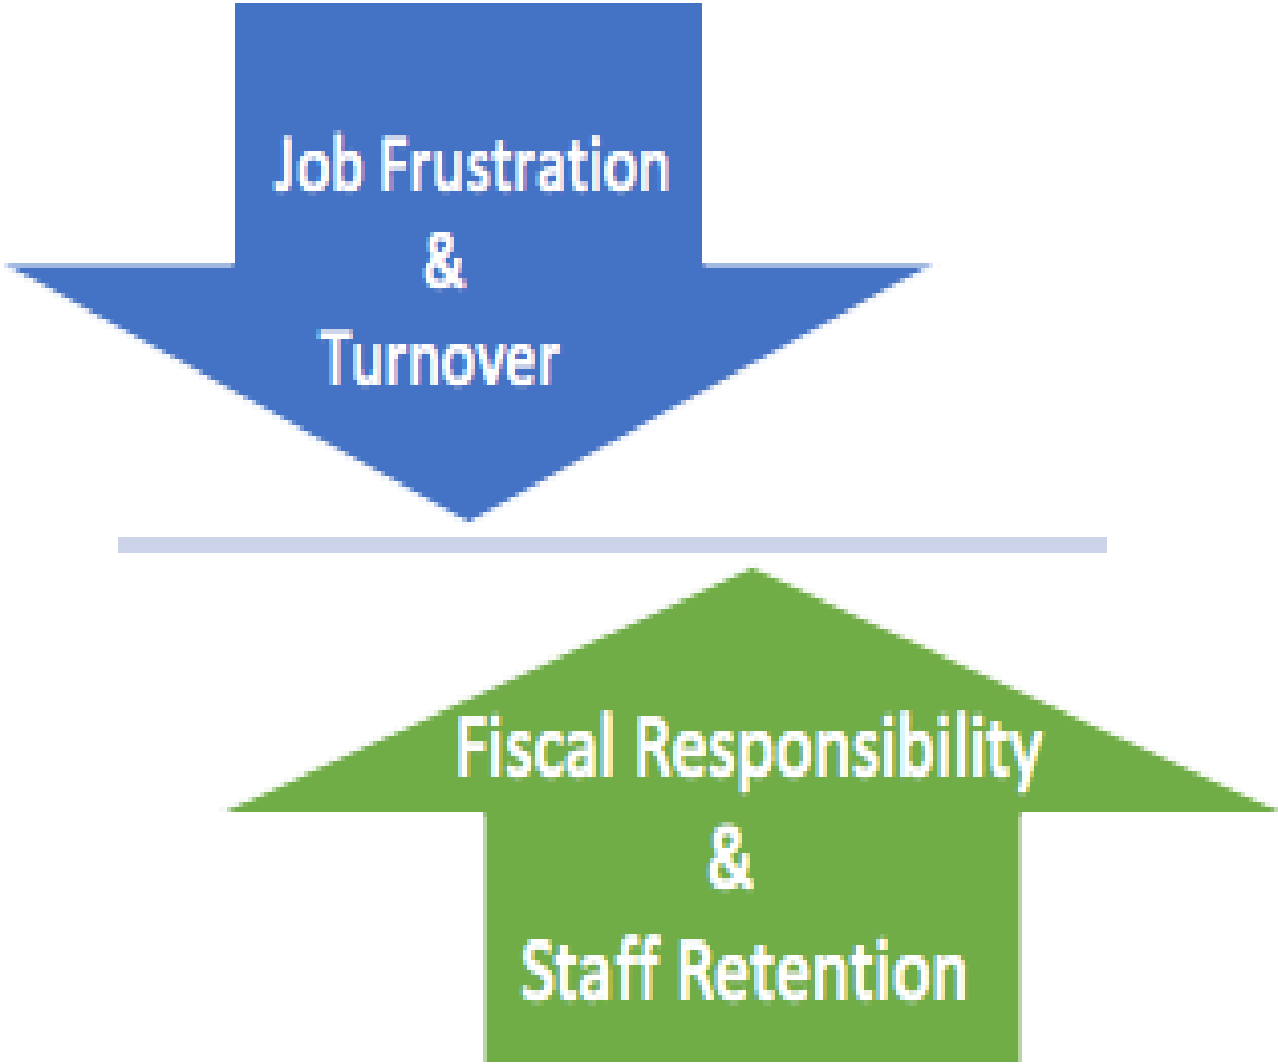 Job Frustration
&
Turnover
Fiscal Responsibility
&
Staff Retention